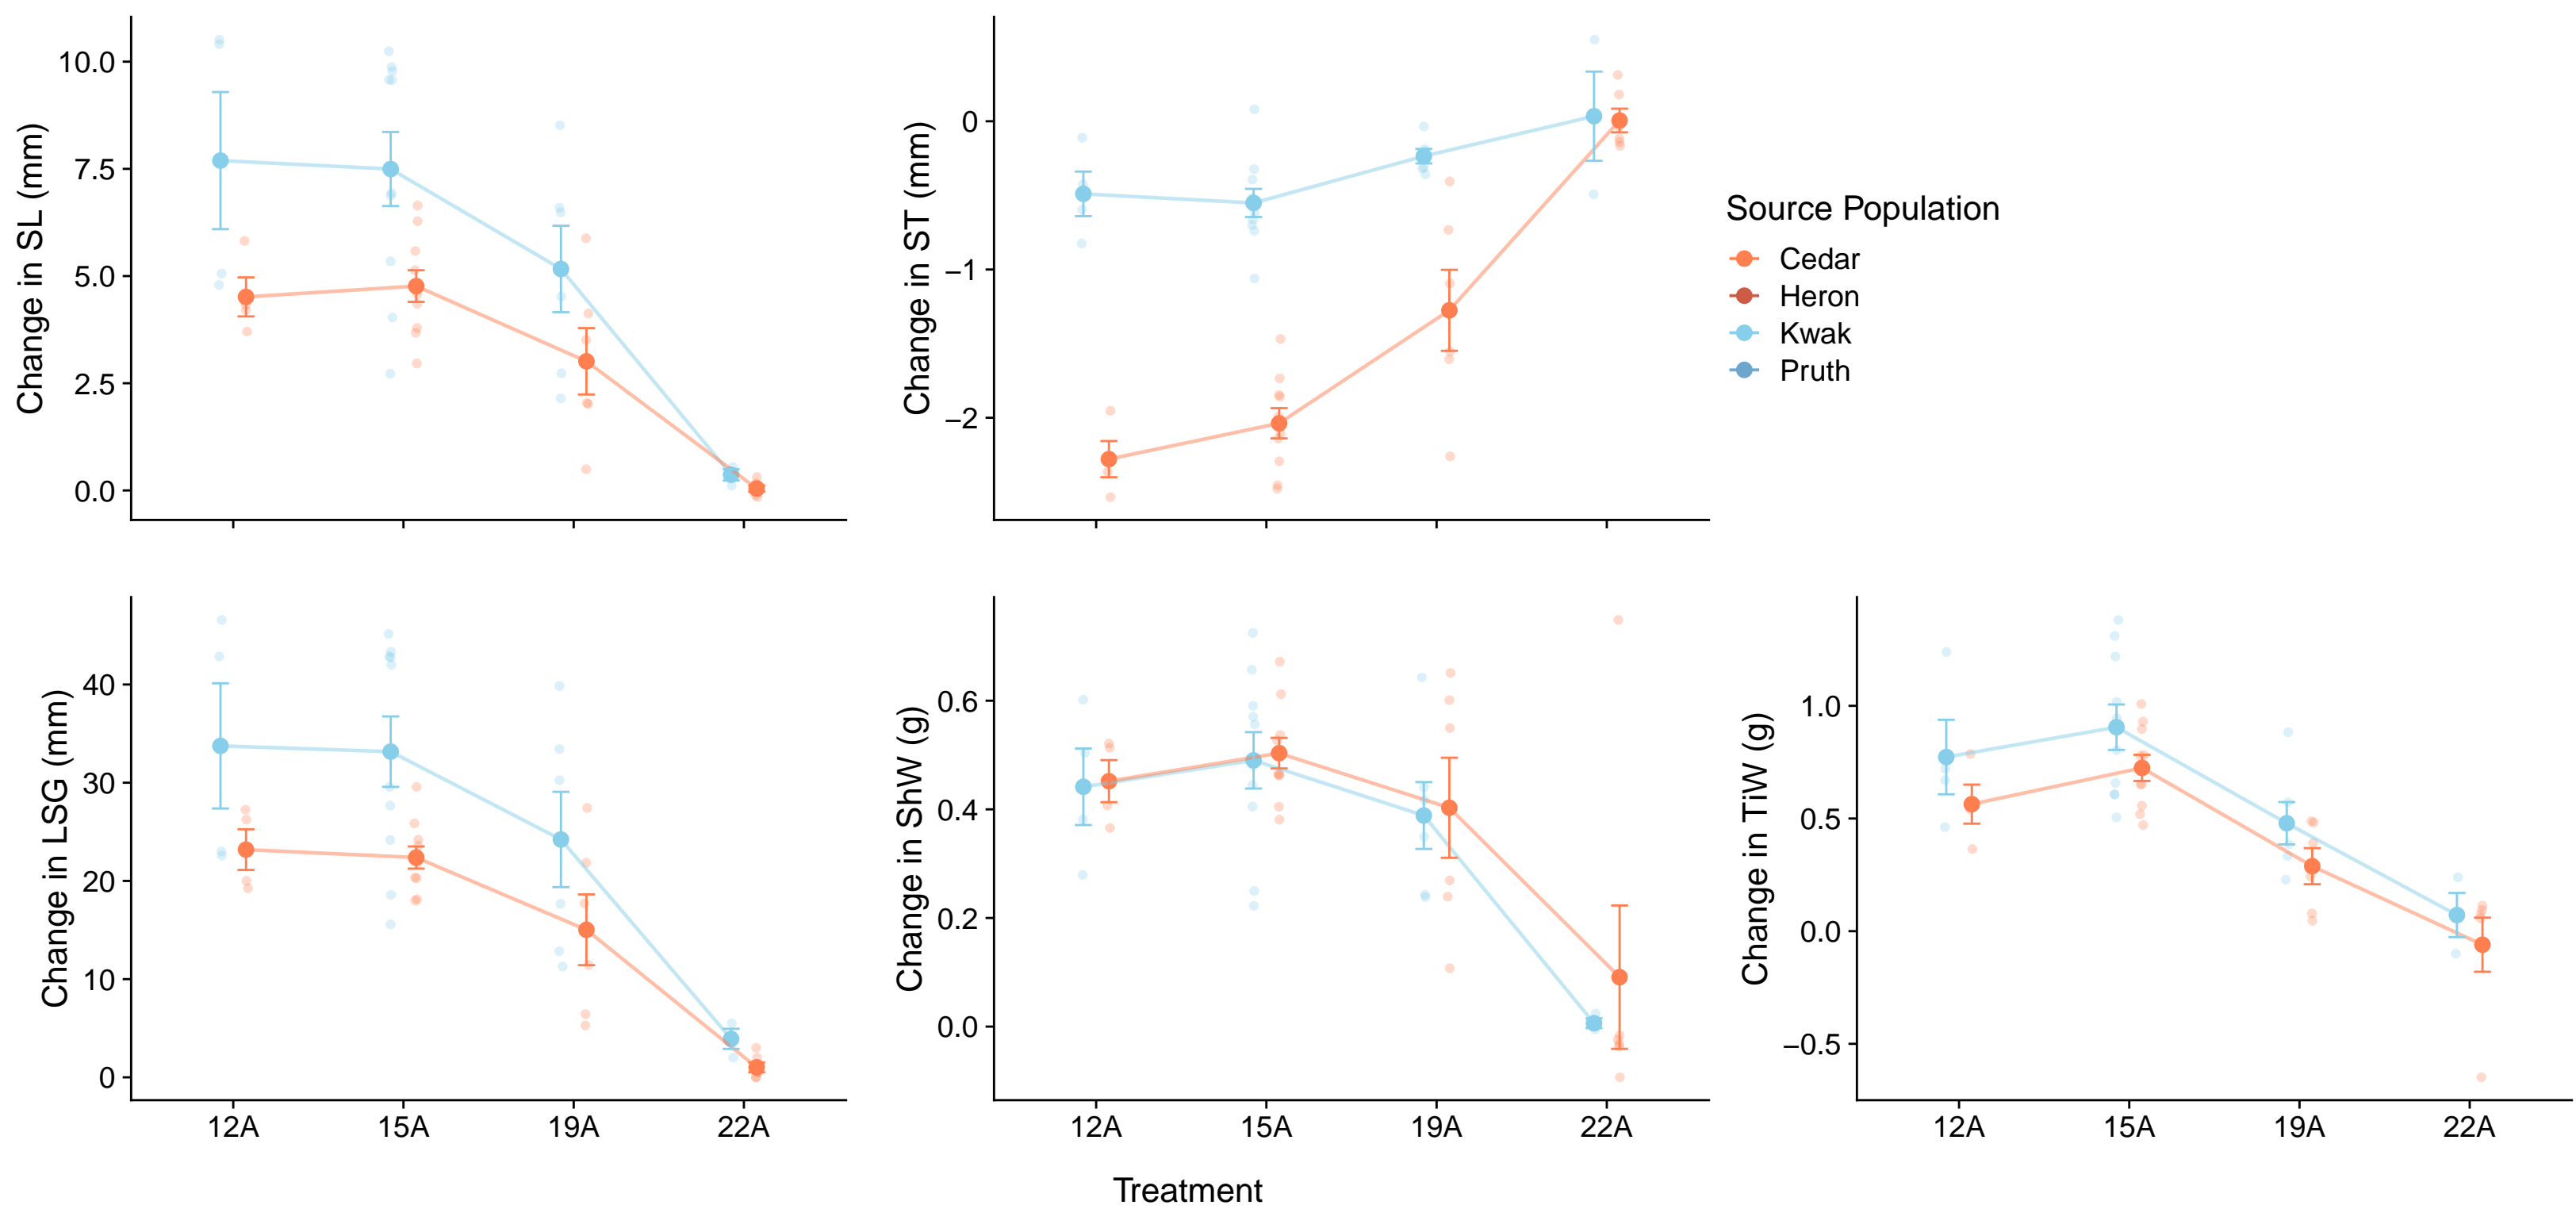 Change in SL (mm)
10.0
7.5
5.0
2.5
0.0
Change in ST (mm)
0
−1
−2
Source Population
Cedar
Heron
Kwak
Pruth
Change in LSG (mm)
40
30
20
10
0
12A 15A 19A 22A
Change in ShW (g)
0.6
0.4
0.2
0.0
12A 15A 19A 22A
Change in TiW (g)
1.0
0.5
0.0
−0.5
12A 15A 19A 22A
Treatment